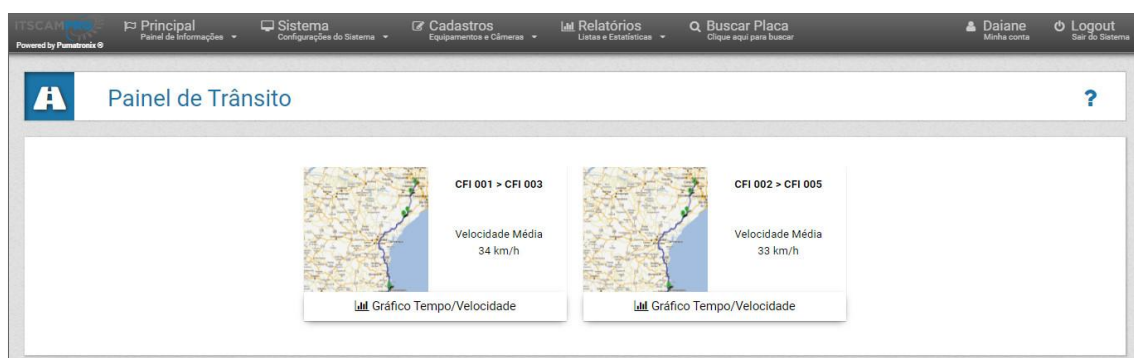 ITSCAMPRO
Powered by Pumatronix ®
Principal
Painel de Informações
Sistema
Configurações do Sistema
Cadastros
Equipamentos e Câmeras
Relatórios
Listas e Estatísticas
Buscar Placa
Clique aqui para buscar
Daiane
Minha conta
Logout
Sair do Sistema
Painel de Trânsito
?
CFI 001 > CFI 003
Velocidade Média
34 km/h
Gráfico Tempo/Velocidade
CFI 002 > CFI 005
Velocidade Média
33 km/h
Gráfico Tempo/Velocidade